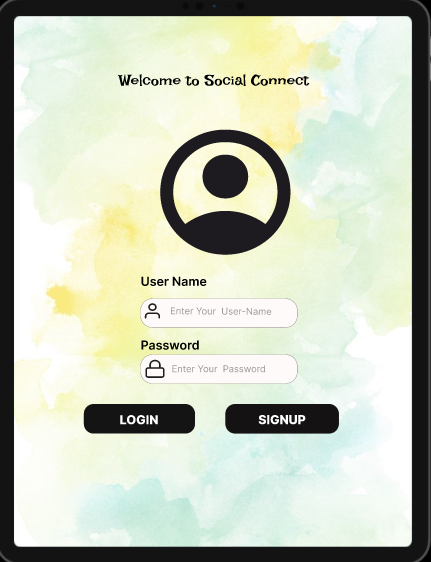 Welcome to Social Connect
User Name
Enter Your User-Name
Password
Enter Your Password
LOGIN SIGNUP